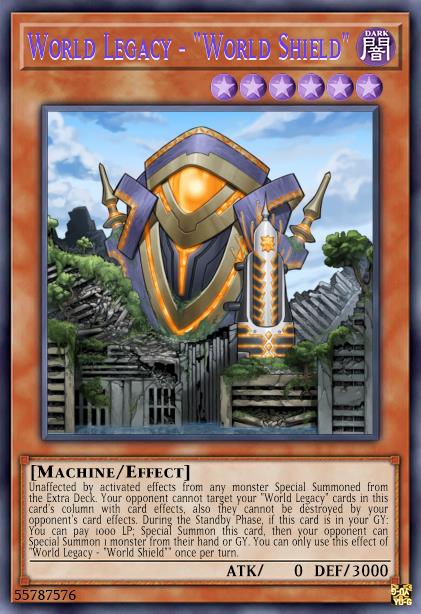 World Legacy - "World Shield"
DARK
闇
[Machine/Effect]
Unaffected by activated effects from any monster Special Summoned from
the Extra Deck. Your opponent cannot target your "World Legacy" cards in this
card's column with card effects, also they cannot be destroyed by your
opponent's card effects. During the Standby Phase, if this card is in your GY:
You can pay 1000 LP; Special Summon this card, then your opponent can
Special Summon 1 monster from their hand or GY. You can only use this effect of
"World Legacy - "World Shield"" once per turn.
ATK/ 0 DEF/3000
55787576